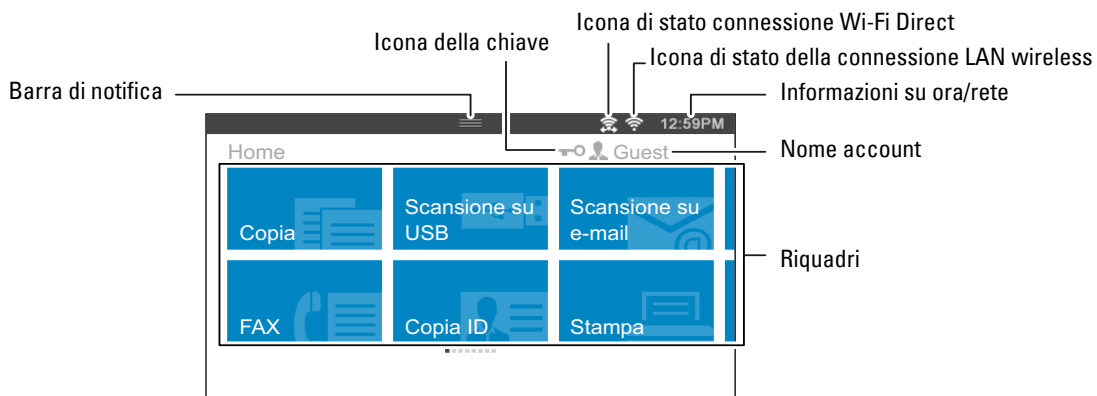 Icona di stato connessione Wi-Fi Direct
Icona della chiave
Icona di stato della connessione LAN wireless
Barra di notifica
Informazioni su ora/rete
12:59PM
Home
Guest
Nome account
Copia
Scansione su
USB
Scansione su
e-mail
Riquadri
FAX
Copia ID
Stampa